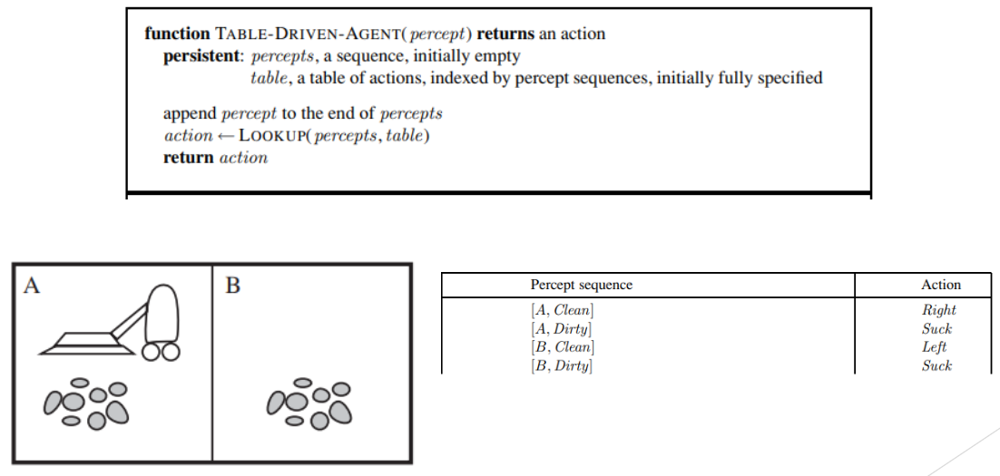 function TABLE-DRIVEN-AGENT(percept) returns an action
persistent: percepts, a sequence, initially empty
table, a table of actions, indexed by percept sequences, initially fully specified
append percept to the end of percepts
action ← LOOKUP(percepts, table)
return action
A
B
Percept sequence Action
[A, Clean] Right
[A, Dirty] Suck
[B, Clean] Left
[B, Dirty] Suck